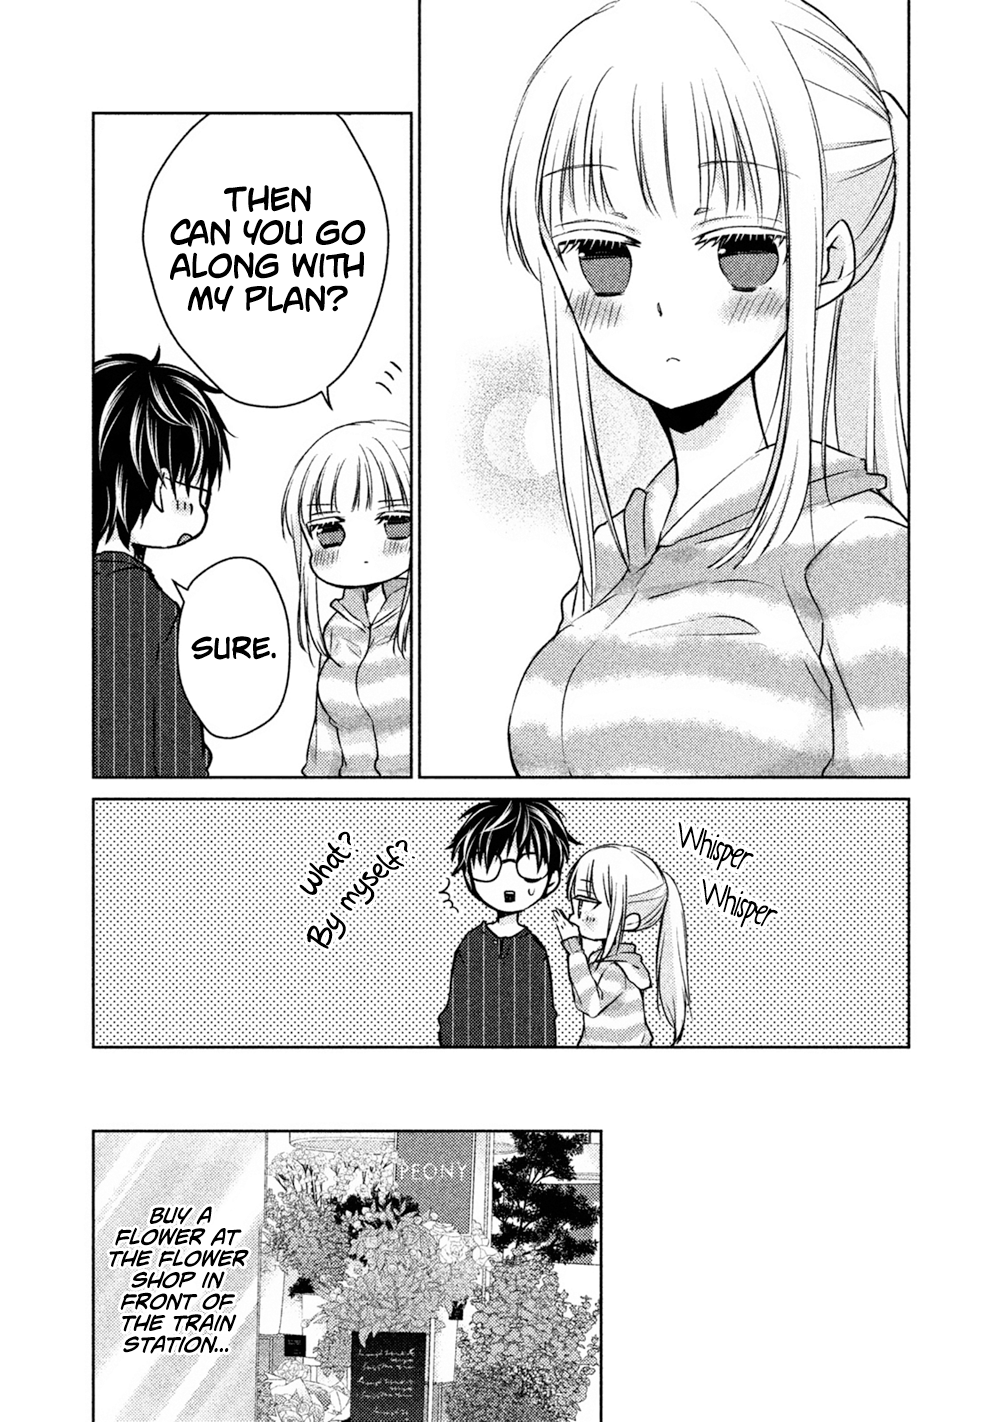 THEN
CAN YOU GO
ALONG WITH
MY PLAN?
SURE.
Whisper
Whisper
What?
By myself?
PEONY
BUY A
FLOWER AT
THE FLOWER
SHOP IN
FRONT OF
THE TRAIN
STATION...